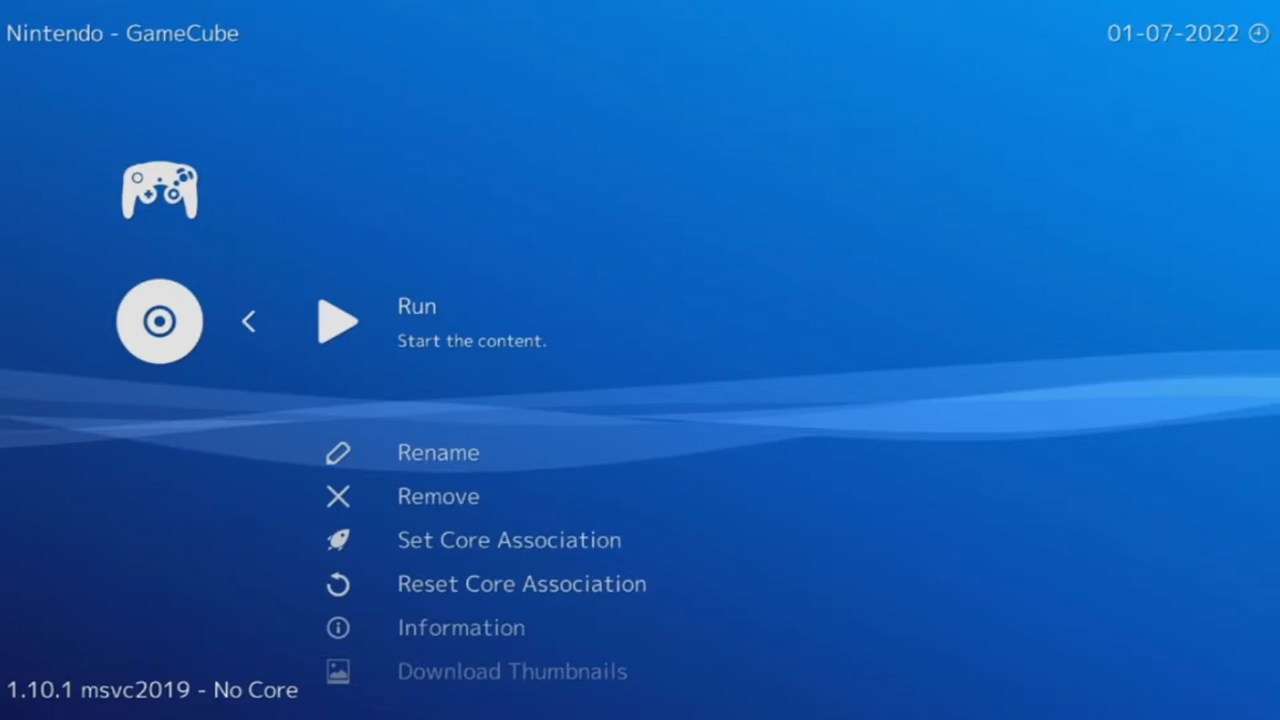 Nintendo - GameCube
01-07-2022
Run
Start the content.
Rename
Remove
Set Core Association
Reset Core Association
Information
Download Thumbnails
1.10.1 msvc2019 - No Core